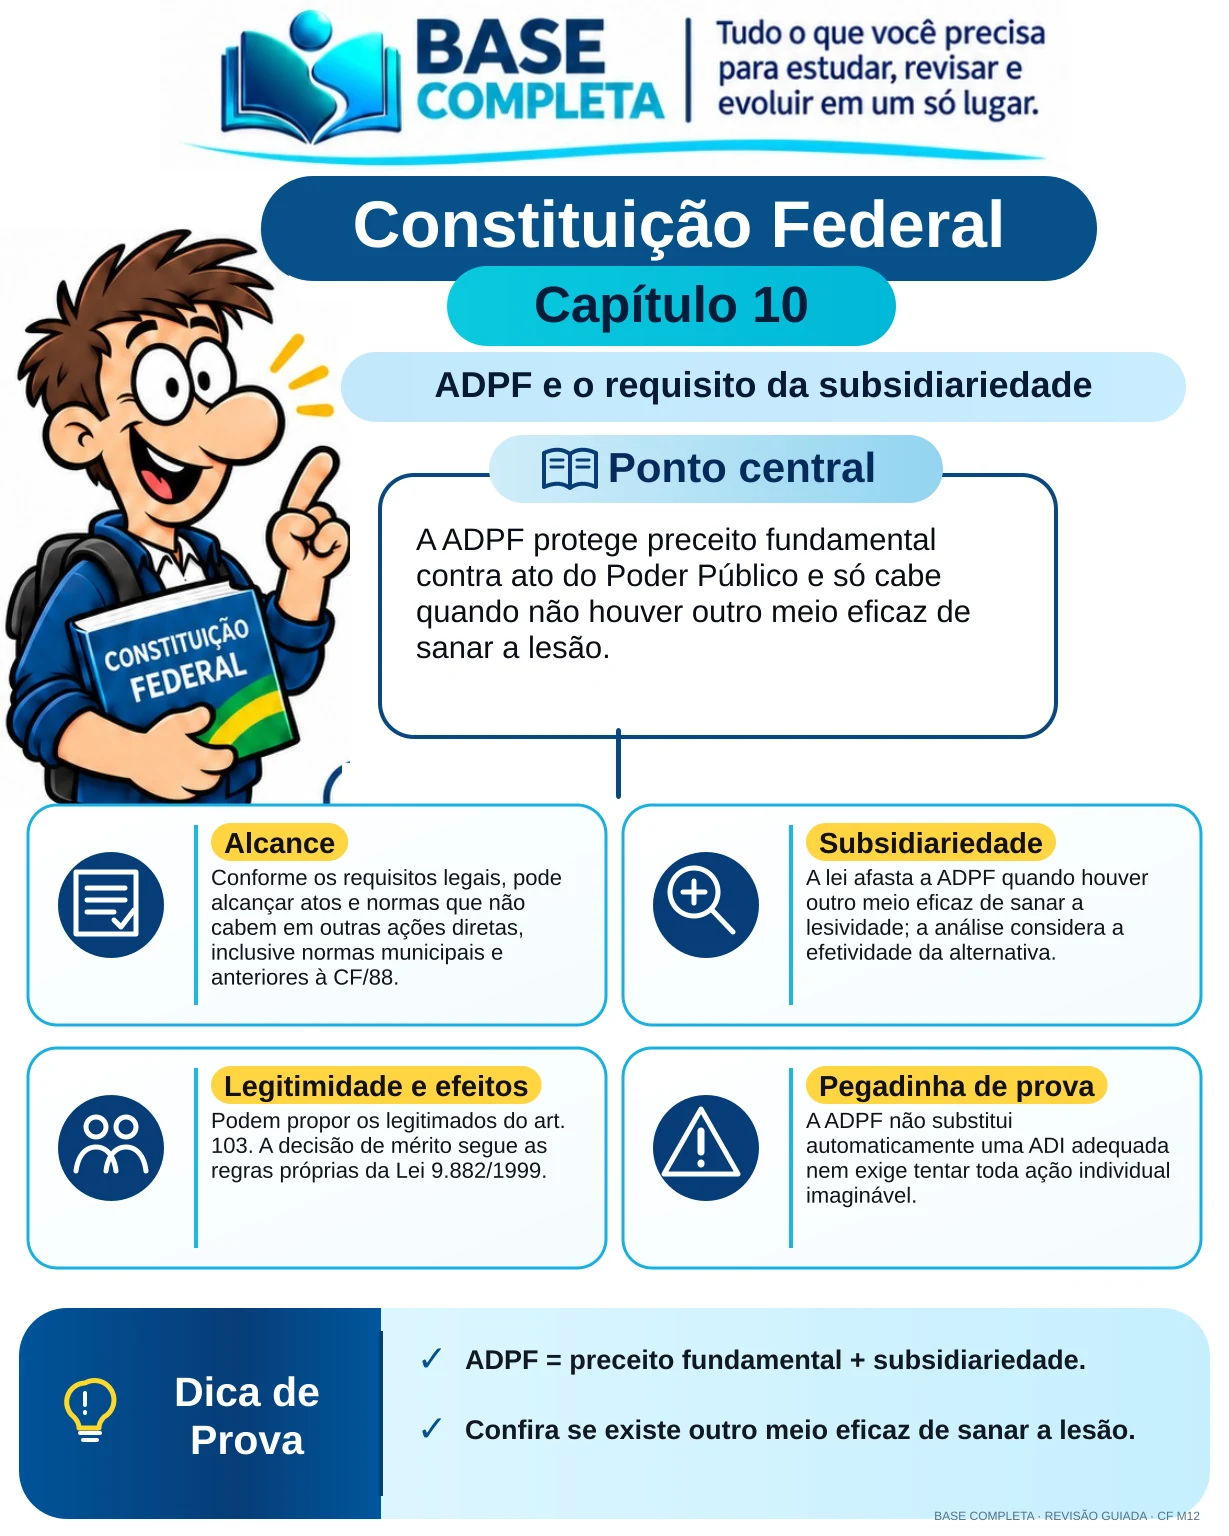 BASE
COMPLETA
Tudo o que você precisa
para estudar, revisar e
evoluir em um só lugar.
Constituição Federal
Capítulo 10
ADPF e o requisito da subsidiariedade
Ponto central
A ADPF protege preceito fundamental
contra ato do Poder Público e só cabe
quando não houver outro meio eficaz de
sanar a lesão.
CONSTITUIÇÃO
FEDERAL
Alcance
Conforme os requisitos legais, pode
alcançar atos e normas que não
cabem em outras ações diretas,
inclusive normas municipais e
anteriores à CF/88.
Subsidiariedade
A lei afasta a ADPF quando houver
outro meio eficaz de sanar a
lesividade; a análise considera a
efetividade da alternativa.
Legitimidade e efeitos
Podem propor os legitimados do art.
103. A decisão de mérito segue as
regras próprias da Lei 9.882/1999.
Pegadinha de prova
A ADPF não substitui
automaticamente uma ADI adequada
nem exige tentar toda ação individual
imaginável.
Dica de
Prova
✓ ADPF = preceito fundamental + subsidiariedade.
✓ Confira se existe outro meio eficaz de sanar a lesão.
BASE COMPLETA · REVISÃO GUIADA · CF M12